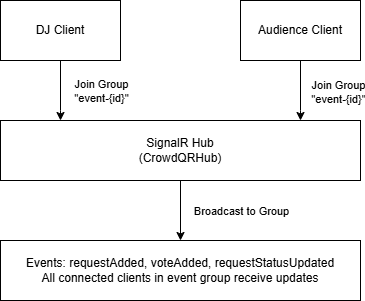 DJ Client
Audience Client
Join Group
"event-{id}"
Join Group
"event-{id}"
SignalR Hub
(CrowdQRHub)
Broadcast to Group
Events: requestAdded, voteAdded, requestStatusUpdated
All connected clients in event group receive updates